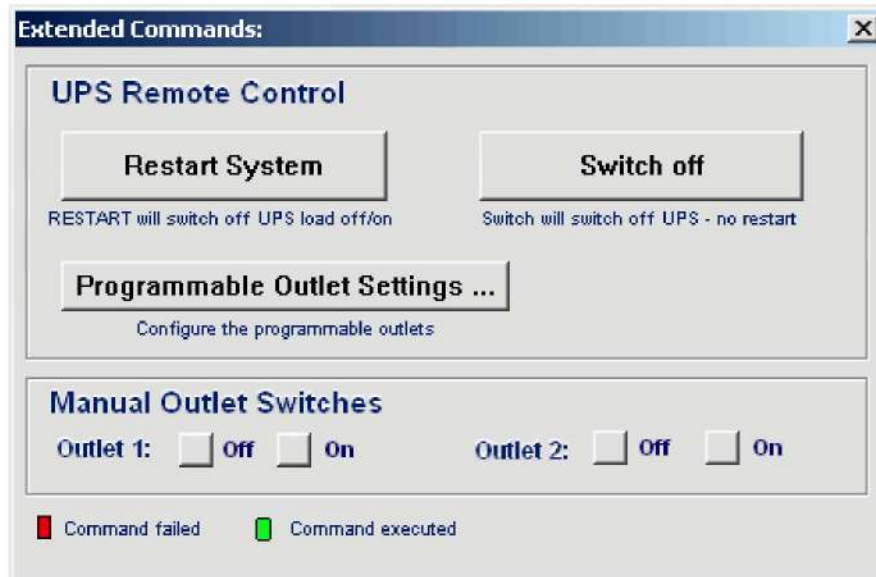 Extended Commands:
UPS Remote Control
Restart System
Switch off
RESTART will switch off UPS load off/on
Switch will switch off UPS - no restart
Programmable Outlet Settings ...
Configure the programmable outlets
Manual Outlet Switches
Outlet 1: Off On Outlet 2: Off On
Command failed Command executed